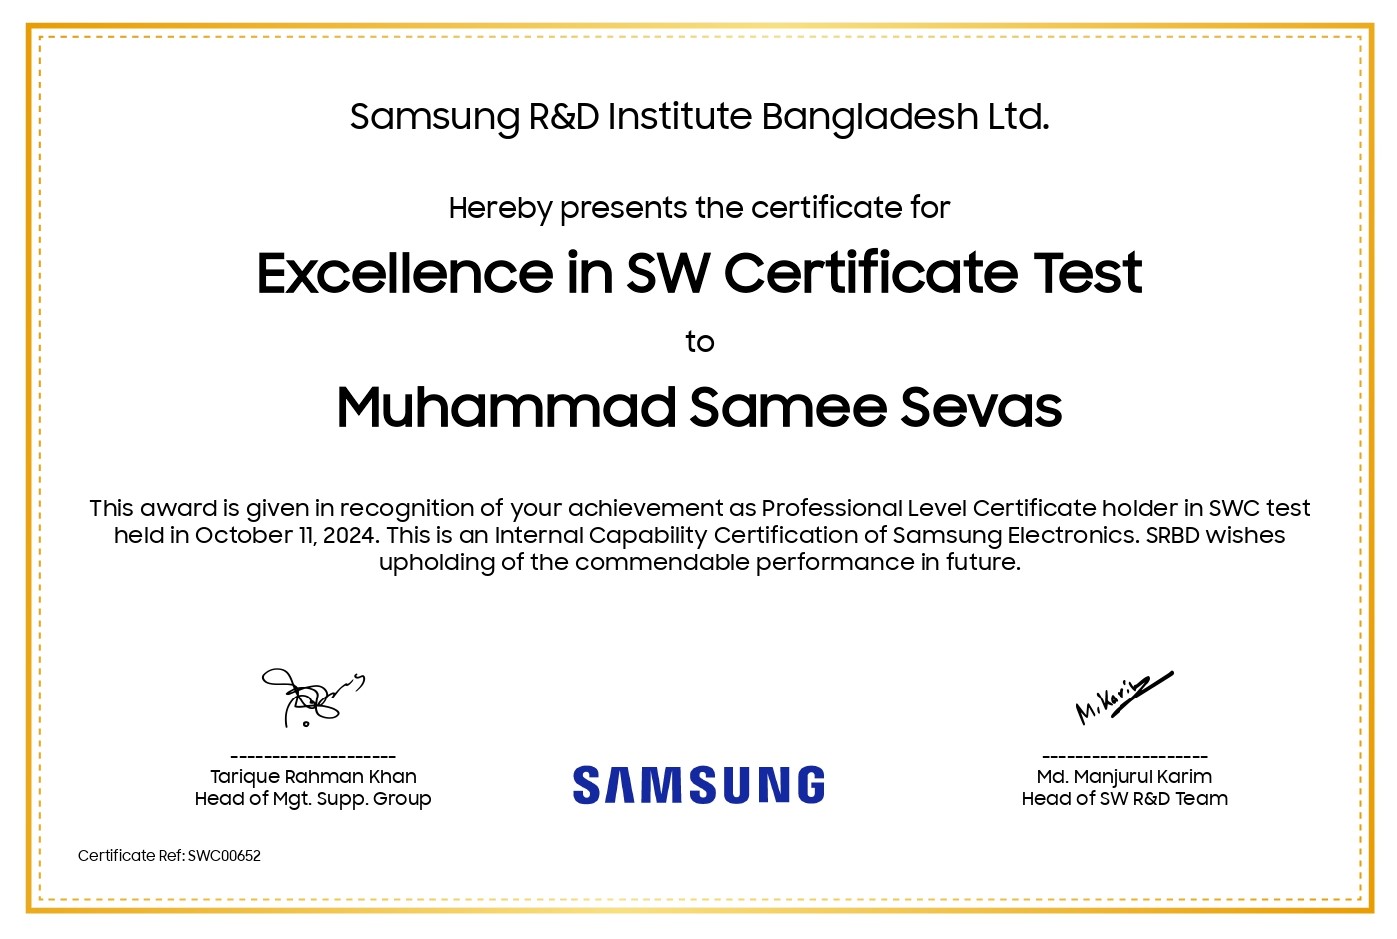 Samsung R&D Institute Bangladesh Ltd.
Hereby presents the certificate for
Excellence in SW Certificate Test
to
Muhammad Samee Sevas
This award is given in recognition of your achievement as Professional Level Certificate holder in SWC test
held in October 11, 2024. This is an Internal Capability Certification of Samsung Electronics. SRBD wishes
upholding of the commendable performance in future.
M. Karim
--------------------
Tarique Rahman Khan
Head of Mgt. Supp. Group
SAMSUNG
--------------------
Md. Manjurul Karim
Head of SW R&D Team
Certificate Ref: SWC00652